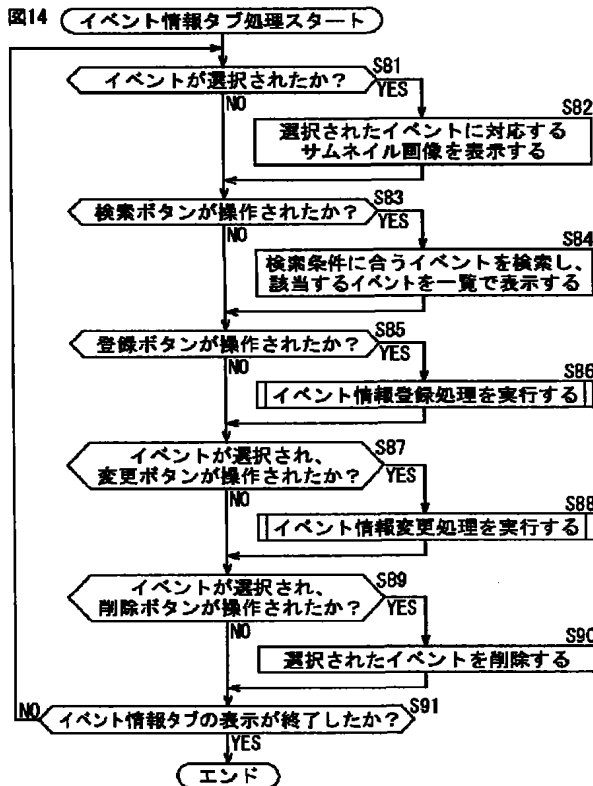 図14
イベント情報タブ処理スタート
イベントが選択されたか?
S81
YES
NO
S82
選択されたイベントに対応する
サムネイル画像を表示する
検索ボタンが操作されたか?
S83
YES
NO
S84
検索条件に合うイベントを検索し、
該当するイベントを一覧で表示する
登録ボタンが操作されたか?
S85
YES
NO
S86
イベント情報登録処理を実行する
イベントが選択され、
変更ボタンが操作されたか?
S87
YES
NO
S88
イベント情報変更処理を実行する
イベントが選択され、
削除ボタンが操作されたか?
S89
YES
NO
S90
選択されたイベントを削除する
NO
イベント情報タブの表示が終了したか?
S91
YES
エンド